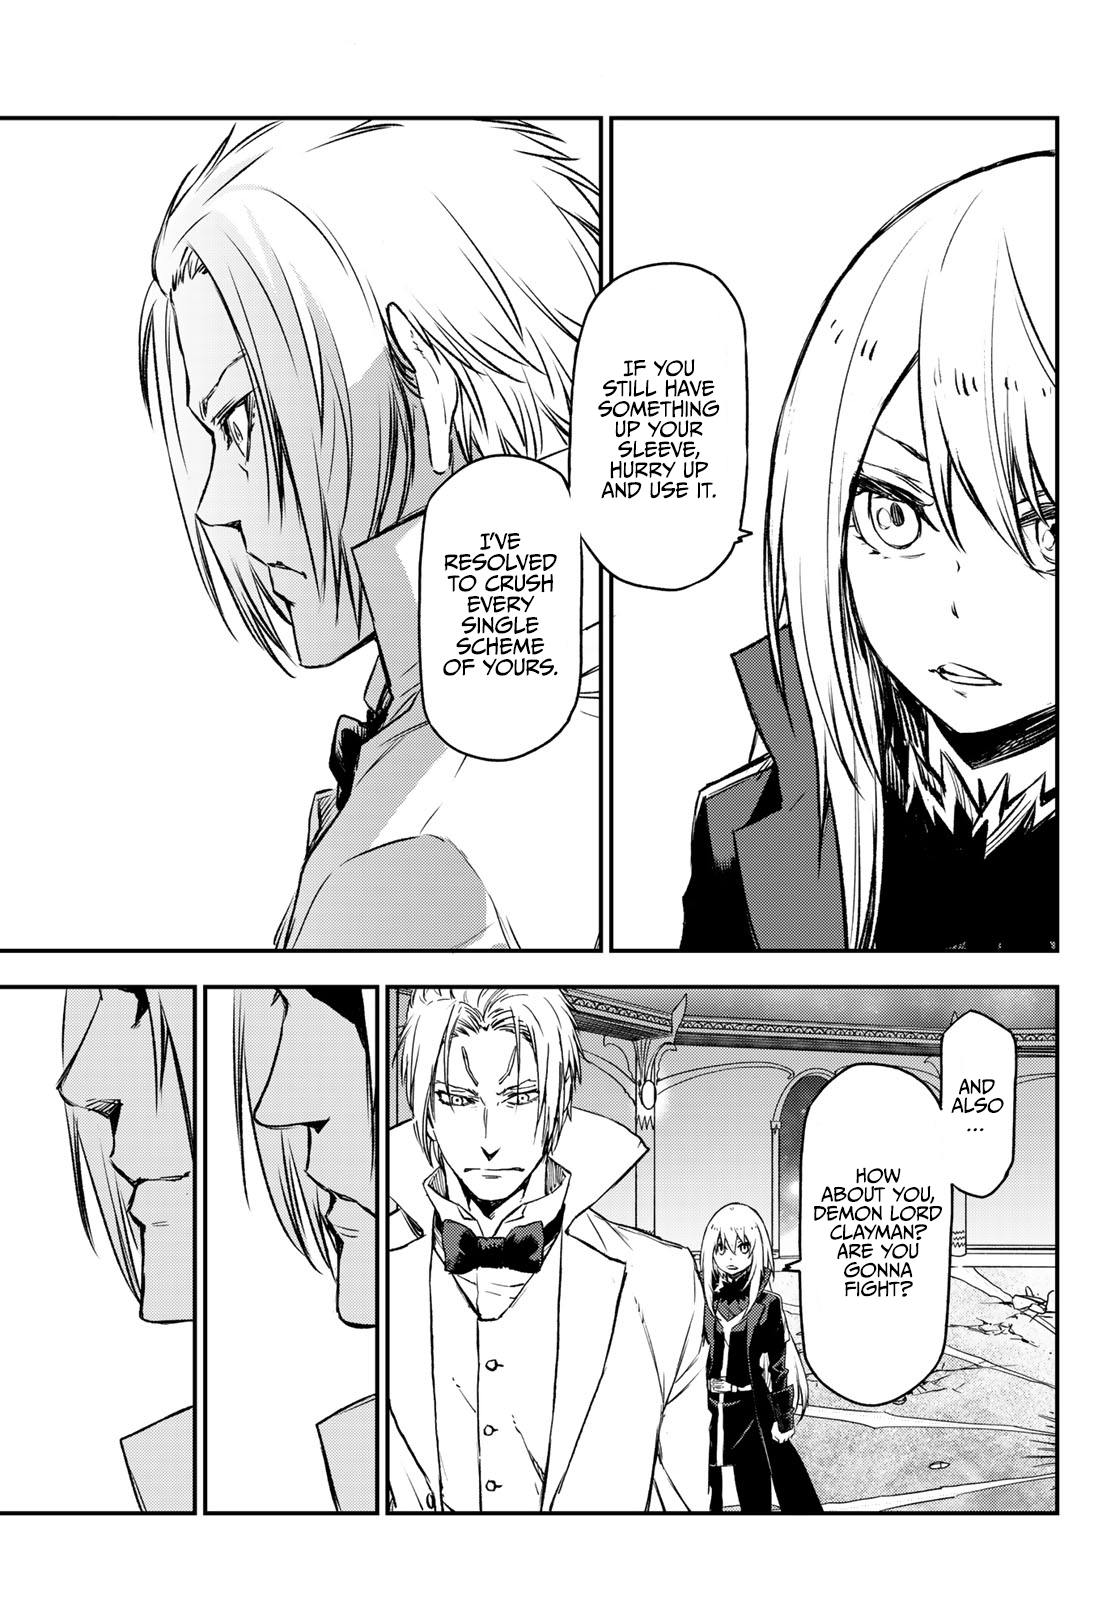 IF YOU
STILL HAVE
SOMETHING
UP YOUR
SLEEVE,
HURRY UP
AND USE IT.
I'VE
RESOLVED
TO CRUSH
EVERY
SINGLE
SCHEME
OF YOURS.
AND
ALSO
...
HOW
ABOUT YOU,
DEMON LORD
CLAYMAN?
ARE YOU
GONNA
FIGHT?